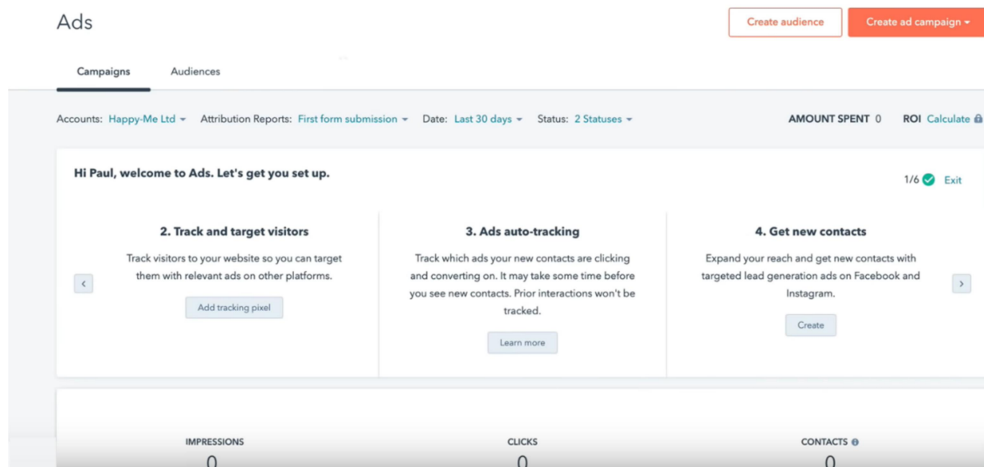 Ads
Create audience
Create ad campaign
Campaigns
Audiences
Accounts: Happy-Me Ltd Attribution Reports: First form submission Date: Last 30 days Status: 2 Statuses
AMOUNT SPENT 0 ROI Calculate
Hi Paul, welcome to Ads. Let's get you set up.
1/6 Exit
2. Track and target visitors
Track visitors to your website so you can target
them with relevant ads on other platforms.
Add tracking pixel
3. Ads auto-tracking
Track which ads your new contacts are clicking
and converting on. It may take some time before
you see new contacts. Prior interactions won't be
tracked.
Learn more
4. Get new contacts
Expand your reach and get new contacts with
targeted lead generation ads on Facebook and
Instagram.
Create
IMPRESSIONS
0
CLICKS
0
CONTACTS
0